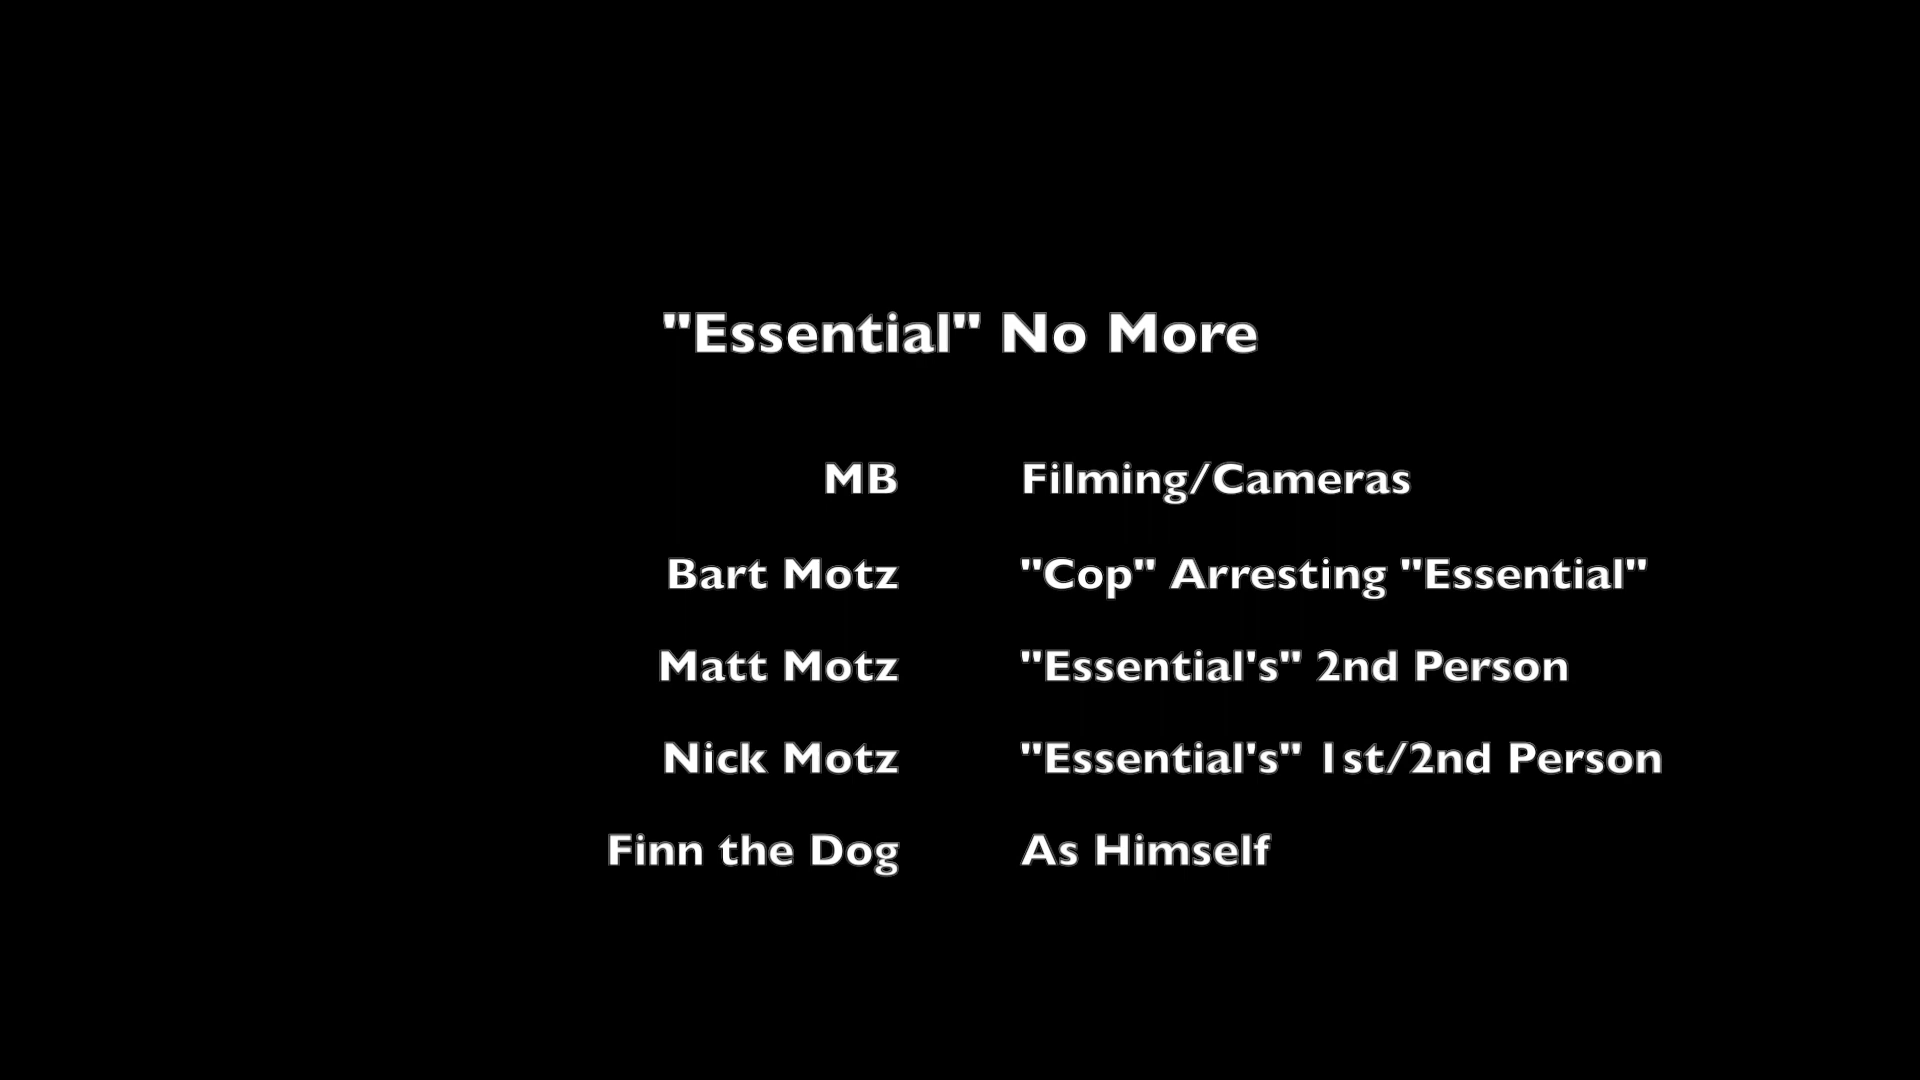 "Essential" No More
MB Filming/Cameras
Bart Motz "Cop" Arresting "Essential"
Matt Motz "Essential's" 2nd Person
Nick Motz "Essential's" 1st/2nd Person
Finn the Dog As Himself